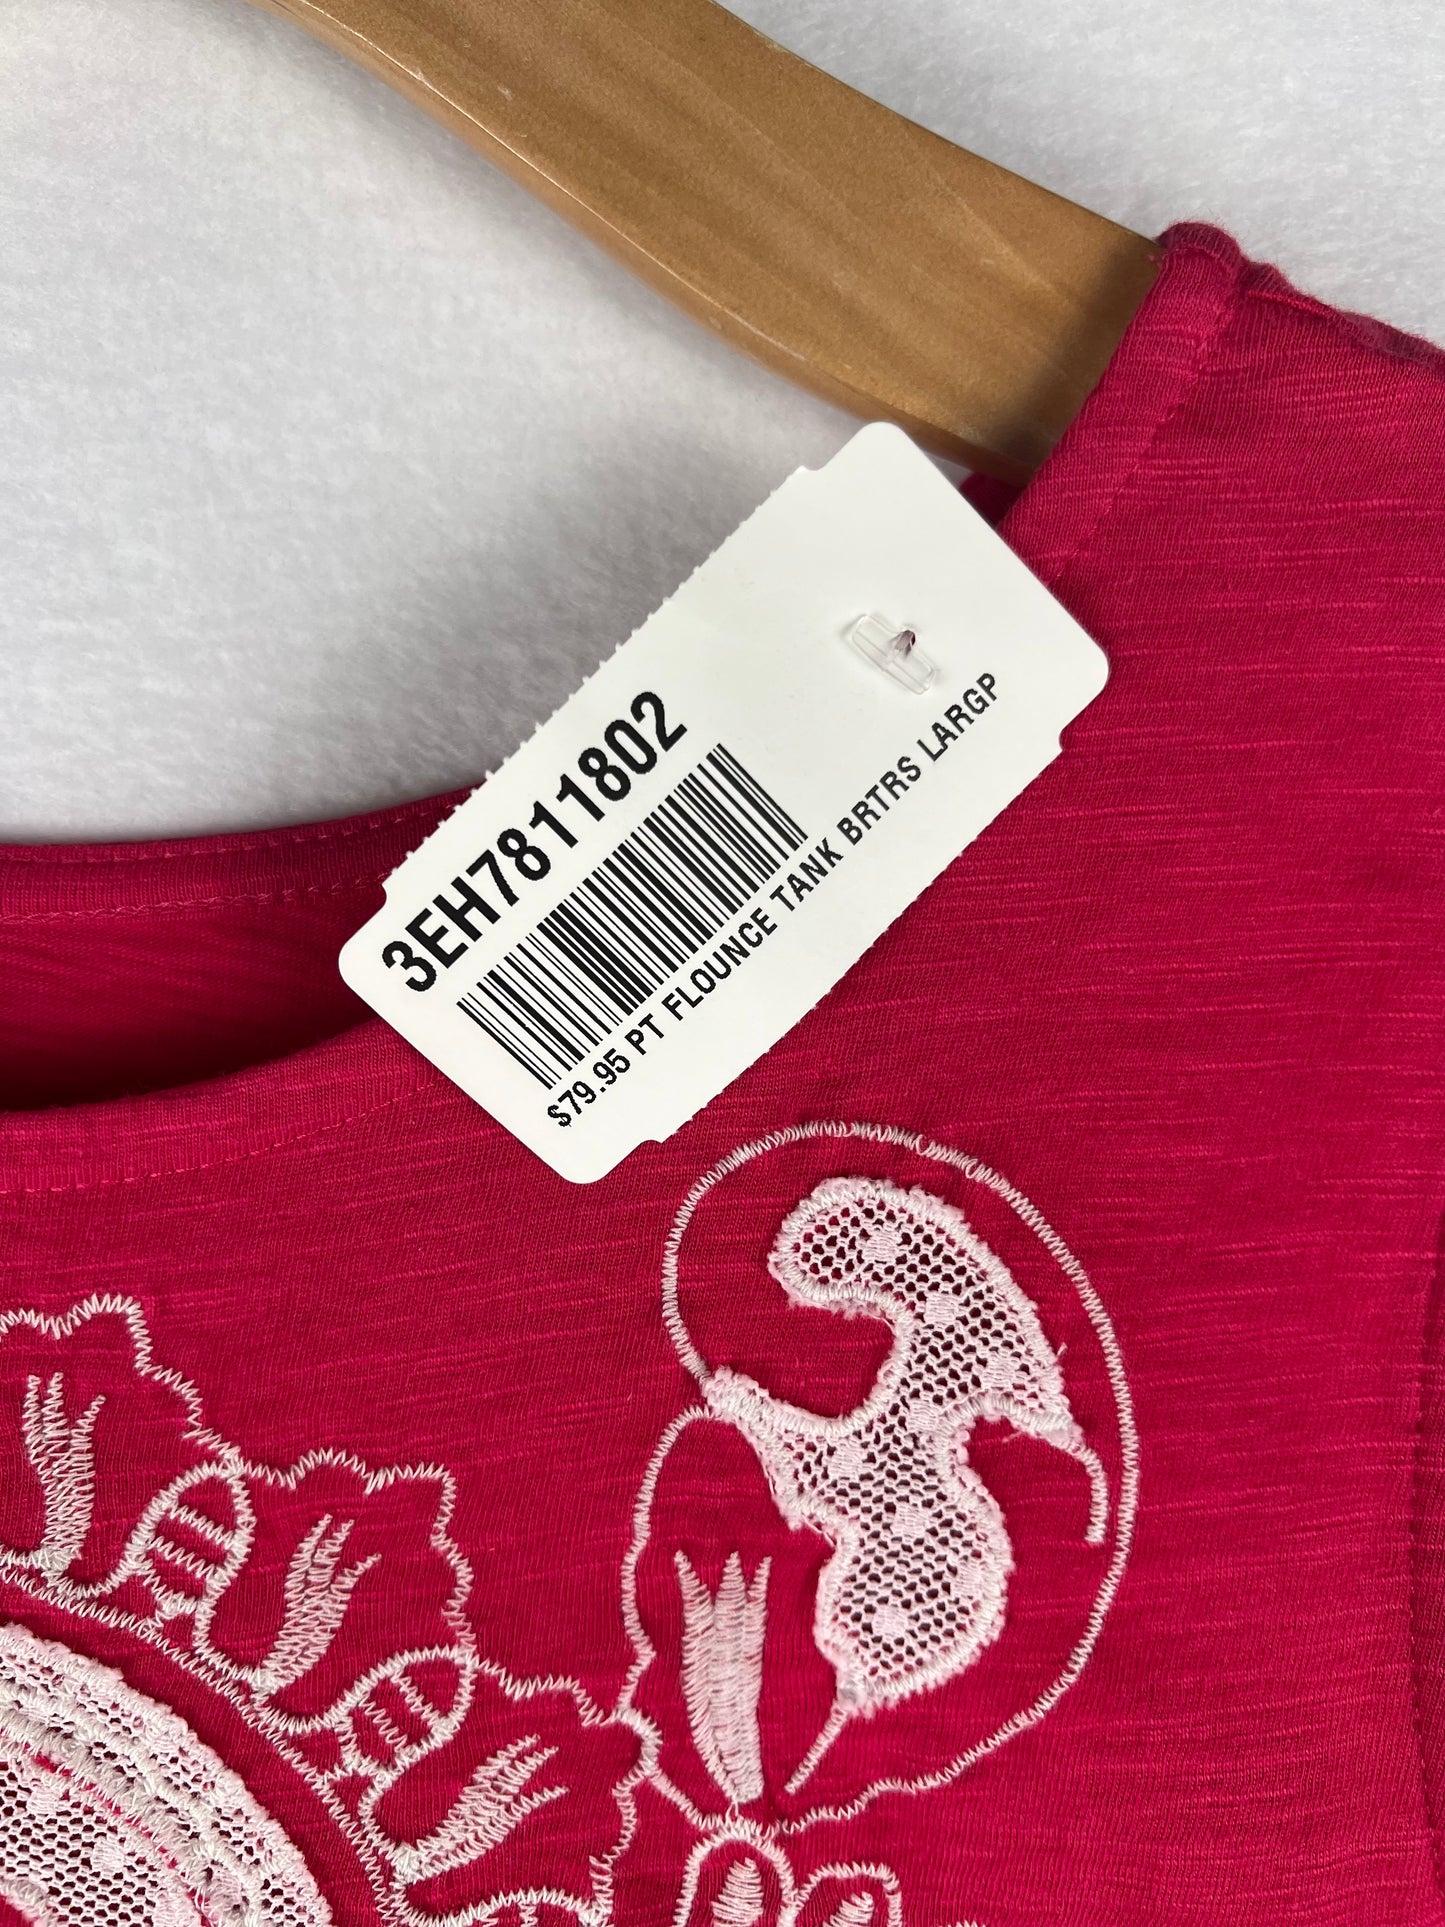 3EH7811802
$79.95 PT FLOUNCE TANK BRTRS LARGP